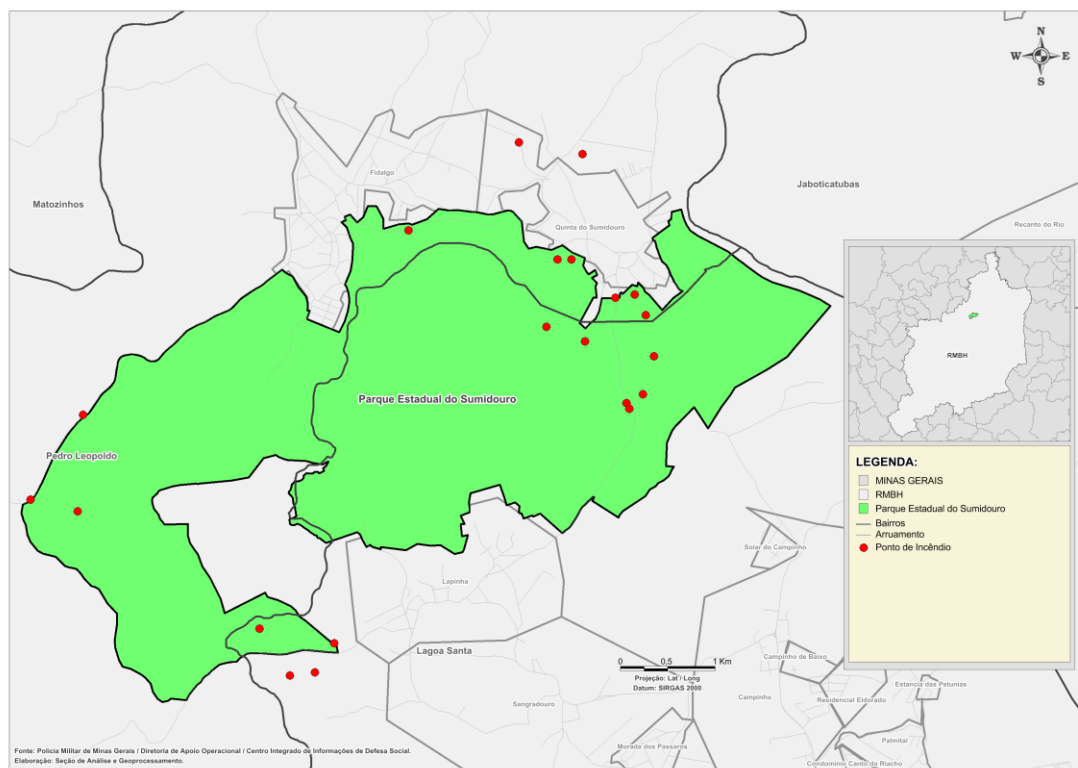 N
W E
S
Matozinhos
Fidalgo
Jaboticatubas
Quinta do Sumidouro
Recanto do Rio
RMBH
Parque Estadual do Sumidouro
Pedro Leopoldo
LEGENDA:
MINAS GERAIS
RMBH
Parque Estadual do Sumidouro
Bairros
Arruamento
Ponto de Incêndio
Solar do Campinho
Lapinha
Lagoa Santa
0 0,5 1 Km
Projeção: Lat / Long
Datum: SIRGAS 2000
Campinho de Baixo
Estancia das Petunias
Campinho
Residencial Eldorado
Sangradouro
Palmital
Morada dos Passaros
Condominio Canto do Riacho
Fonte: Polícia Militar de Minas Gerais / Diretoria de Apoio Operacional / Centro Integrado de Informações de Defesa Social.
Elaboração: Seção de Análise e Geoprocessamento.